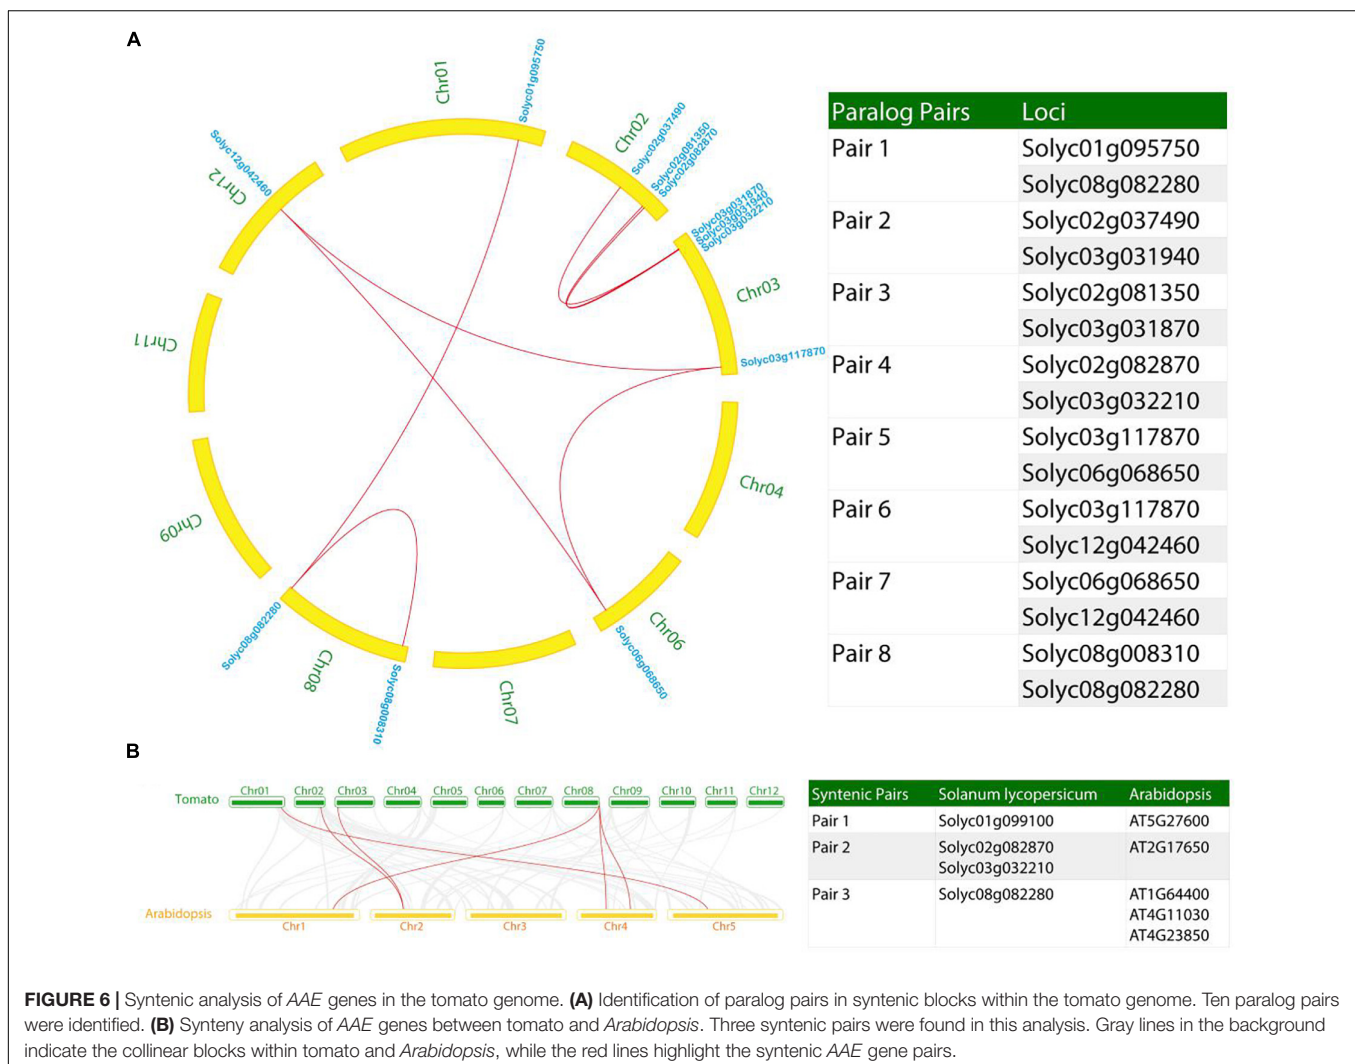 A
Chr01
Solyc01g095750
Chr02
Solyc02g037490
Solyc02g081350
Solyc02g082870
Solyc03g031870
Solyc03g031940
Solyc03g032210
Chr03
Solyc03g117870
Chr04
Chr06
Solyc06g068650
Chr07
Chr08
Solyc08g008310
Solyc08g082280
Chr09
Chr11
Chr12
Solyc12g042460
Paralog Pairs Loci
Pair 1 Solyc01g095750
Solyc08g082280
Pair 2 Solyc02g037490
Solyc03g031940
Pair 3 Solyc02g081350
Solyc03g031870
Pair 4 Solyc02g082870
Solyc03g032210
Pair 5 Solyc03g117870
Solyc06g068650
Pair 6 Solyc03g117870
Solyc12g042460
Pair 7 Solyc06g068650
Solyc12g042460
Pair 8 Solyc08g008310
Solyc08g082280
B
Tomato Chr01 Chr02 Chr03 Chr04 Chr05 Chr06 Chr07 Chr08 Chr09 Chr10 Chr11 Chr12
Arabidopsis
Chr1 Chr2 Chr3 Chr4 Chr5
Syntenic Pairs Solanum lycopersicum Arabidopsis
Pair 1 Solyc01g099100 AT5G27600
Pair 2 Solyc02g082870 AT2G17650
Solyc03g032210
Pair 3 Solyc08g082280 AT1G64400
AT4G11030
AT4G23850
FIGURE 6 | Syntenic analysis of AAE genes in the tomato genome. (A) Identification of paralog pairs in syntenic blocks within the tomato genome. Ten paralog pairs
were identified. (B) Synteny analysis of AAE genes between tomato and Arabidopsis. Three syntenic pairs were found in this analysis. Gray lines in the background
indicate the collinear blocks within tomato and Arabidopsis, while the red lines highlight the syntenic AAE gene pairs.